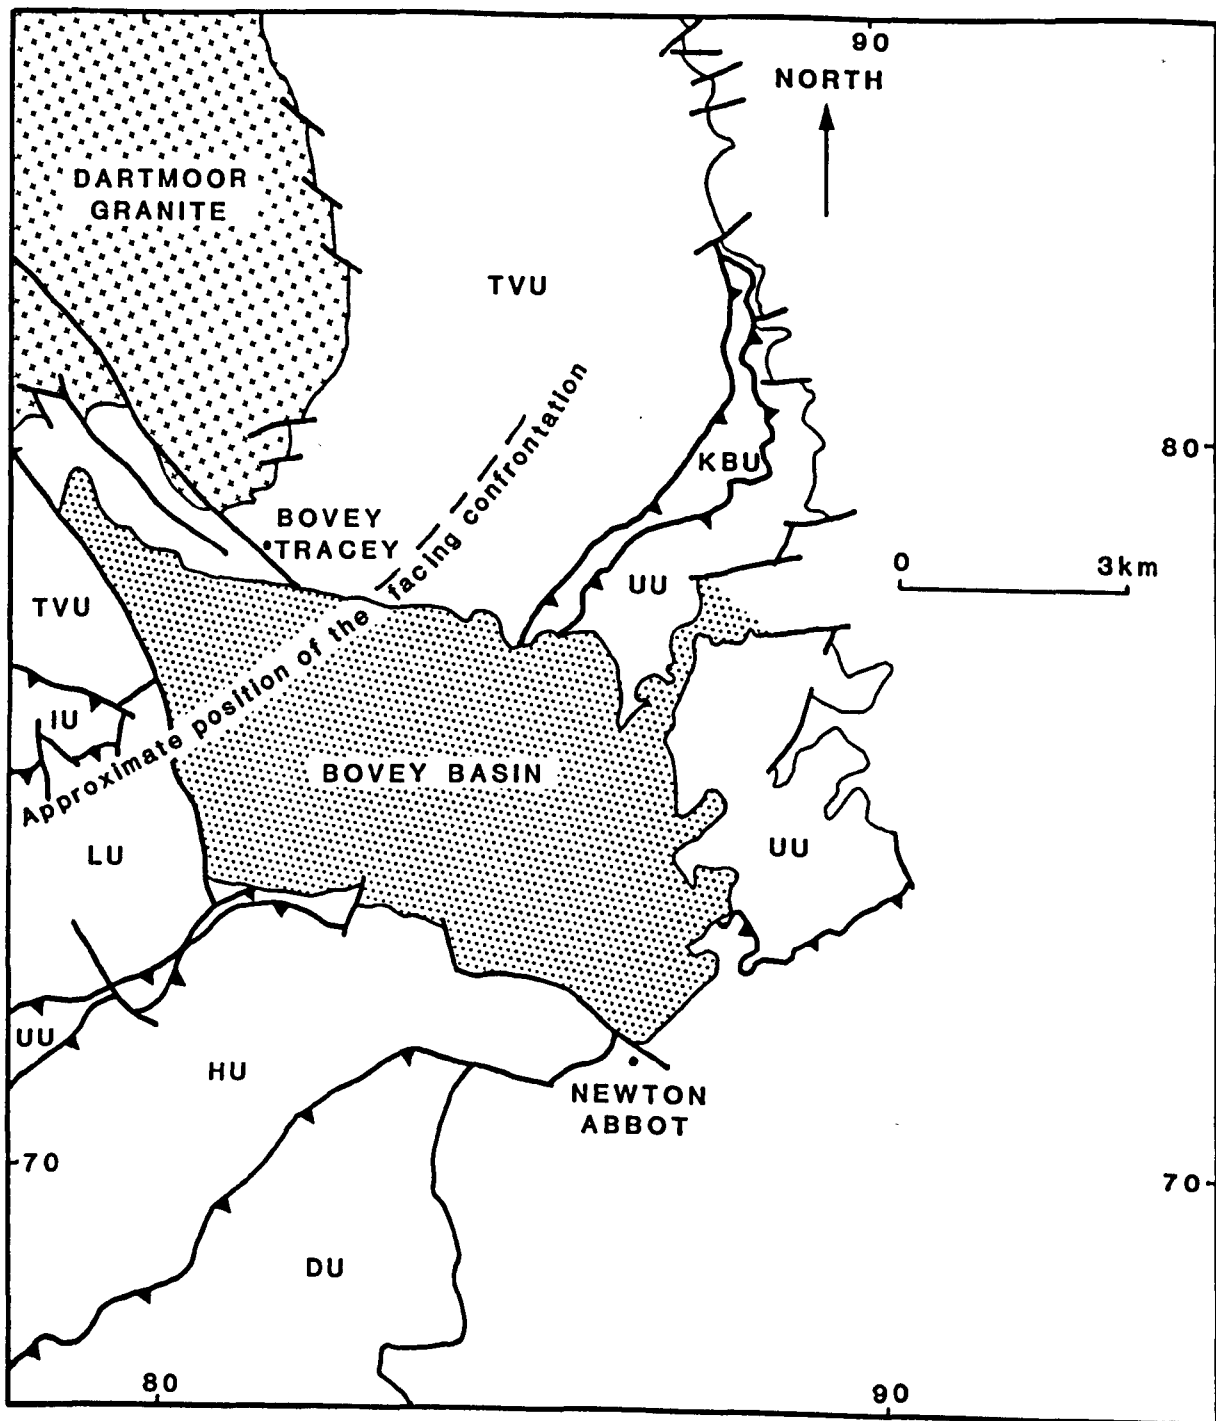 90
NORTH
DARTMOOR
GRANITE
TVU
80
KBU
BOVEY
TRACEY
0 3km
UU
TVU
Approximate position of the facing confrontation
IU
BOVEY BASIN
UU
LU
UU
HU
NEWTON
ABBOT
70
70
DU
80
90